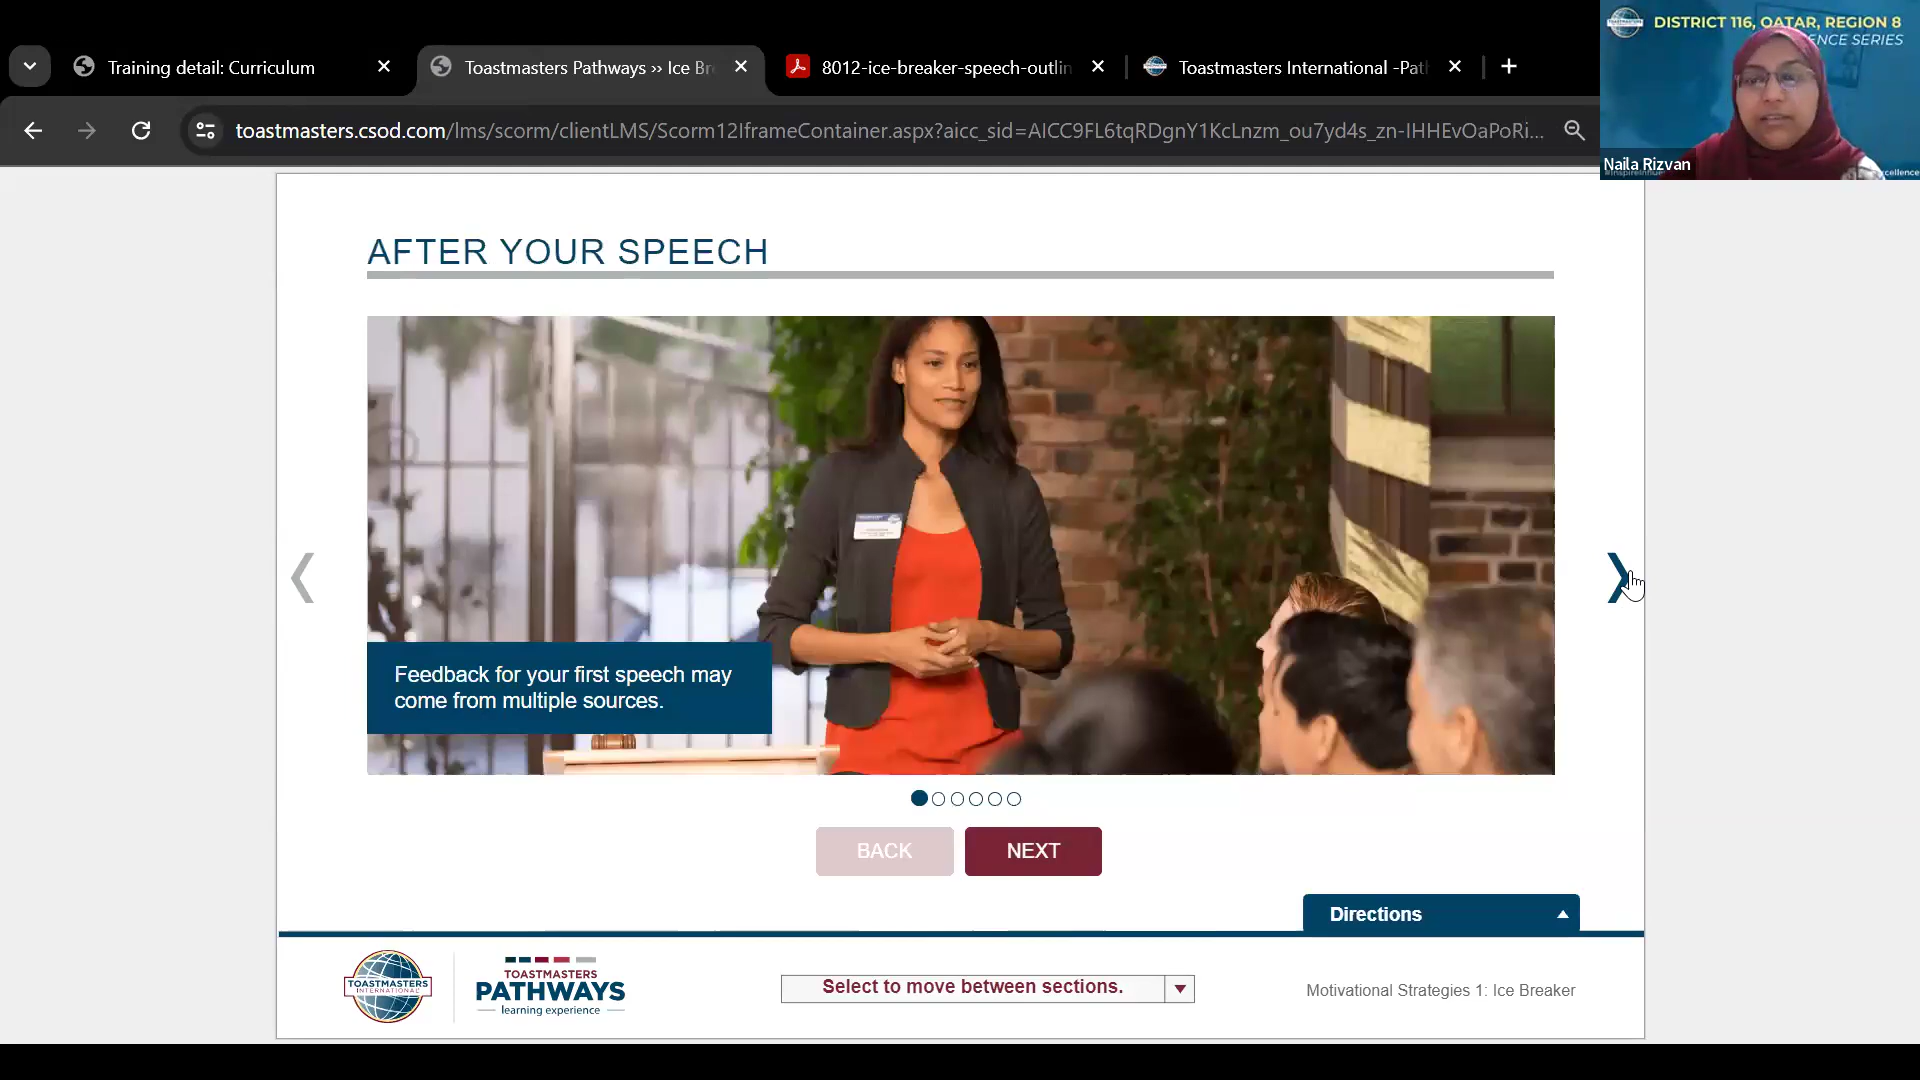 DISTRICT 116, QATAR, REGION 8
ENCE SERIES
Training detail: Curriculum
Toastmasters Pathways ›› Ice Br
8012-ice-breaker-speech-outlin
Toastmasters International -Pat
toastmasters.csod.com/lms/scorm/clientLMS/Scorm12IframeContainer.aspx?aicc_sid=AICC9FL6tqRDgnY1KcLnzm_ou7yd4s_zn-IHHEvOaPoRi...
Naila Rizvan
AFTER YOUR SPEECH
Feedback for your first speech may
come from multiple sources.
BACK
NEXT
Directions
TOASTMASTERS
INTERNATIONAL
TOASTMASTERS
PATHWAYS
learning experience
Select to move between sections.
Motivational Strategies 1: Ice Breaker